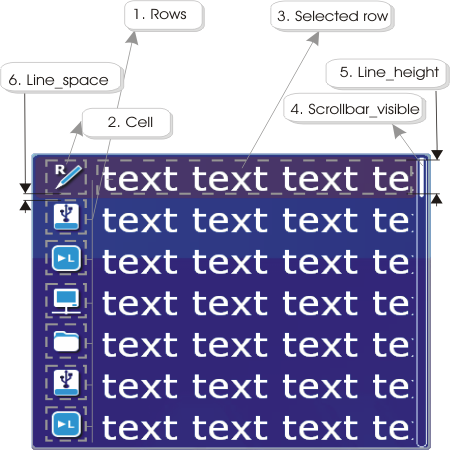 1. Rows
3. Selected row
6. Line_space
5. Line_height
2. Cell
4. Scrollbar_visible
R
text text text te
text text text te
L
text text text te
text text text te
text text text te
text text text te
L
text text text te